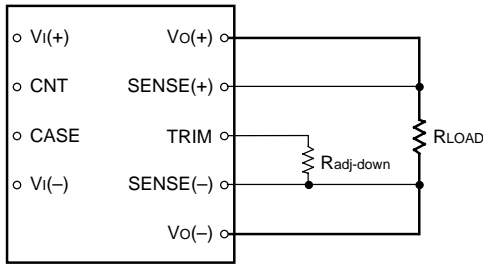 VI(+) VO(+)
CNT SENSE(+)
CASE TRIM
RLOAD
Radj-down
VI(–) SENSE(–)
VO(–)